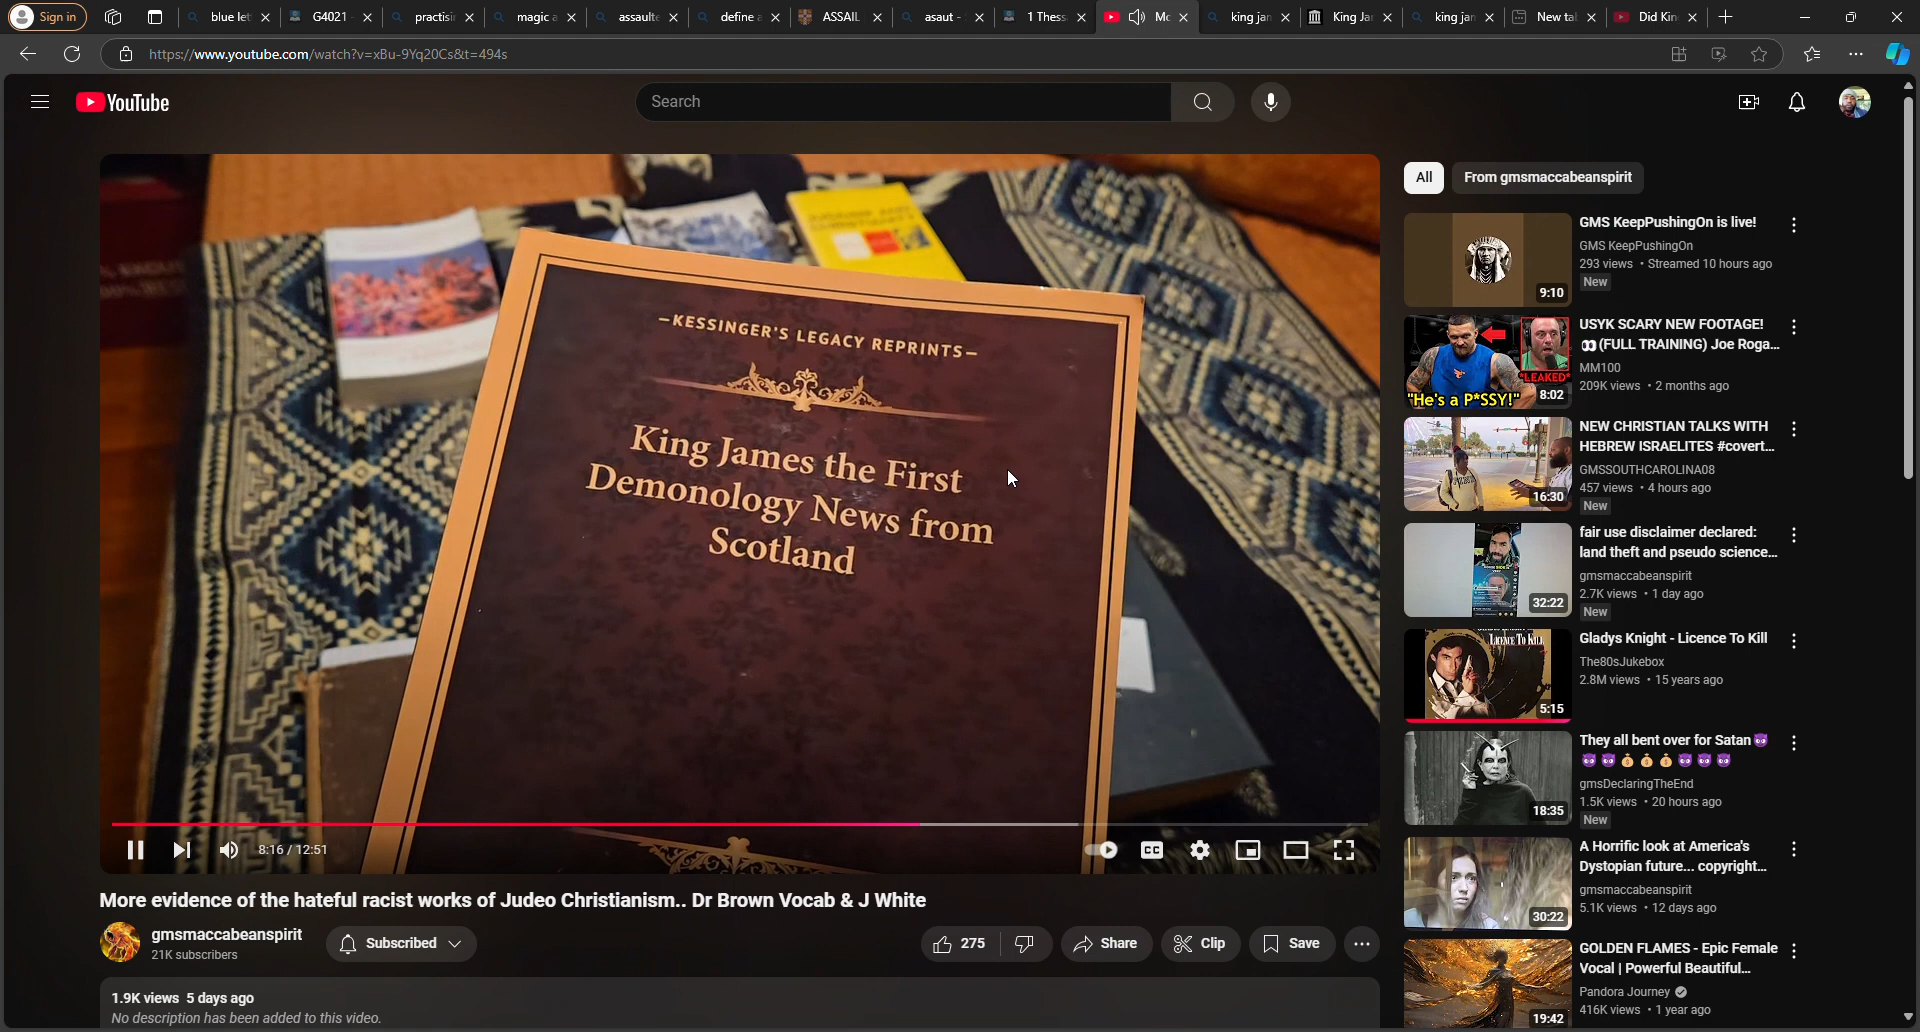 Sign in
blue let
G4021 -
practisin
magic a
assaulte
define a
ASSAIL
asaut -
1 Thess
Mo
king jam
King Jam
king jam
New tab
Did King
https://www.youtube.com/watch?v=xBu-9Yq20Cs&t=494s
YouTube
Search
—KESSINGER'S LEGACY REPRINTS—
King James the First
Demonology News from
Scotland
8:16 / 12:51
CC
More evidence of the hateful racist works of Judeo Christianism.. Dr Brown Vocab & J White
gmsmaccabeanspirit
21K subscribers
Subscribed
275
Share
Clip
Save
1.9K views 5 days ago
No description has been added to this video.
All
From gmsmaccabeanspirit
9:10
GMS KeepPushingOn is live!
GMS KeepPushingOn
293 views • Streamed 10 hours ago
New
*LEAKED*
"He's a P*SSY!"
8:02
USYK SCARY NEW FOOTAGE!
👀 (FULL TRAINING) Joe Roga...
MM100
209K views • 2 months ago
16:30
NEW CHRISTIAN TALKS WITH
HEBREW ISRAELITES #covert...
GMSSOUTHCAROLINA08
457 views • 4 hours ago
New
32:22
fair use disclaimer declared:
land theft and pseudo science...
gmsmaccabeanspirit
2.7K views • 1 day ago
New
LICENCE TO KILL
5:15
Gladys Knight - Licence To Kill
The80sJukebox
2.8M views • 15 years ago
18:35
They all bent over for Satan😈
😈😈💰💰💰😈😈😈
gmsDeclaringTheEnd
1.5K views • 20 hours ago
New
30:22
A Horrific look at America's
Dystopian future... copyright...
gmsmaccabeanspirit
5.1K views • 12 days ago
19:42
GOLDEN FLAMES - Epic Female
Vocal | Powerful Beautiful...
Pandora Journey
416K views • 1 year ago